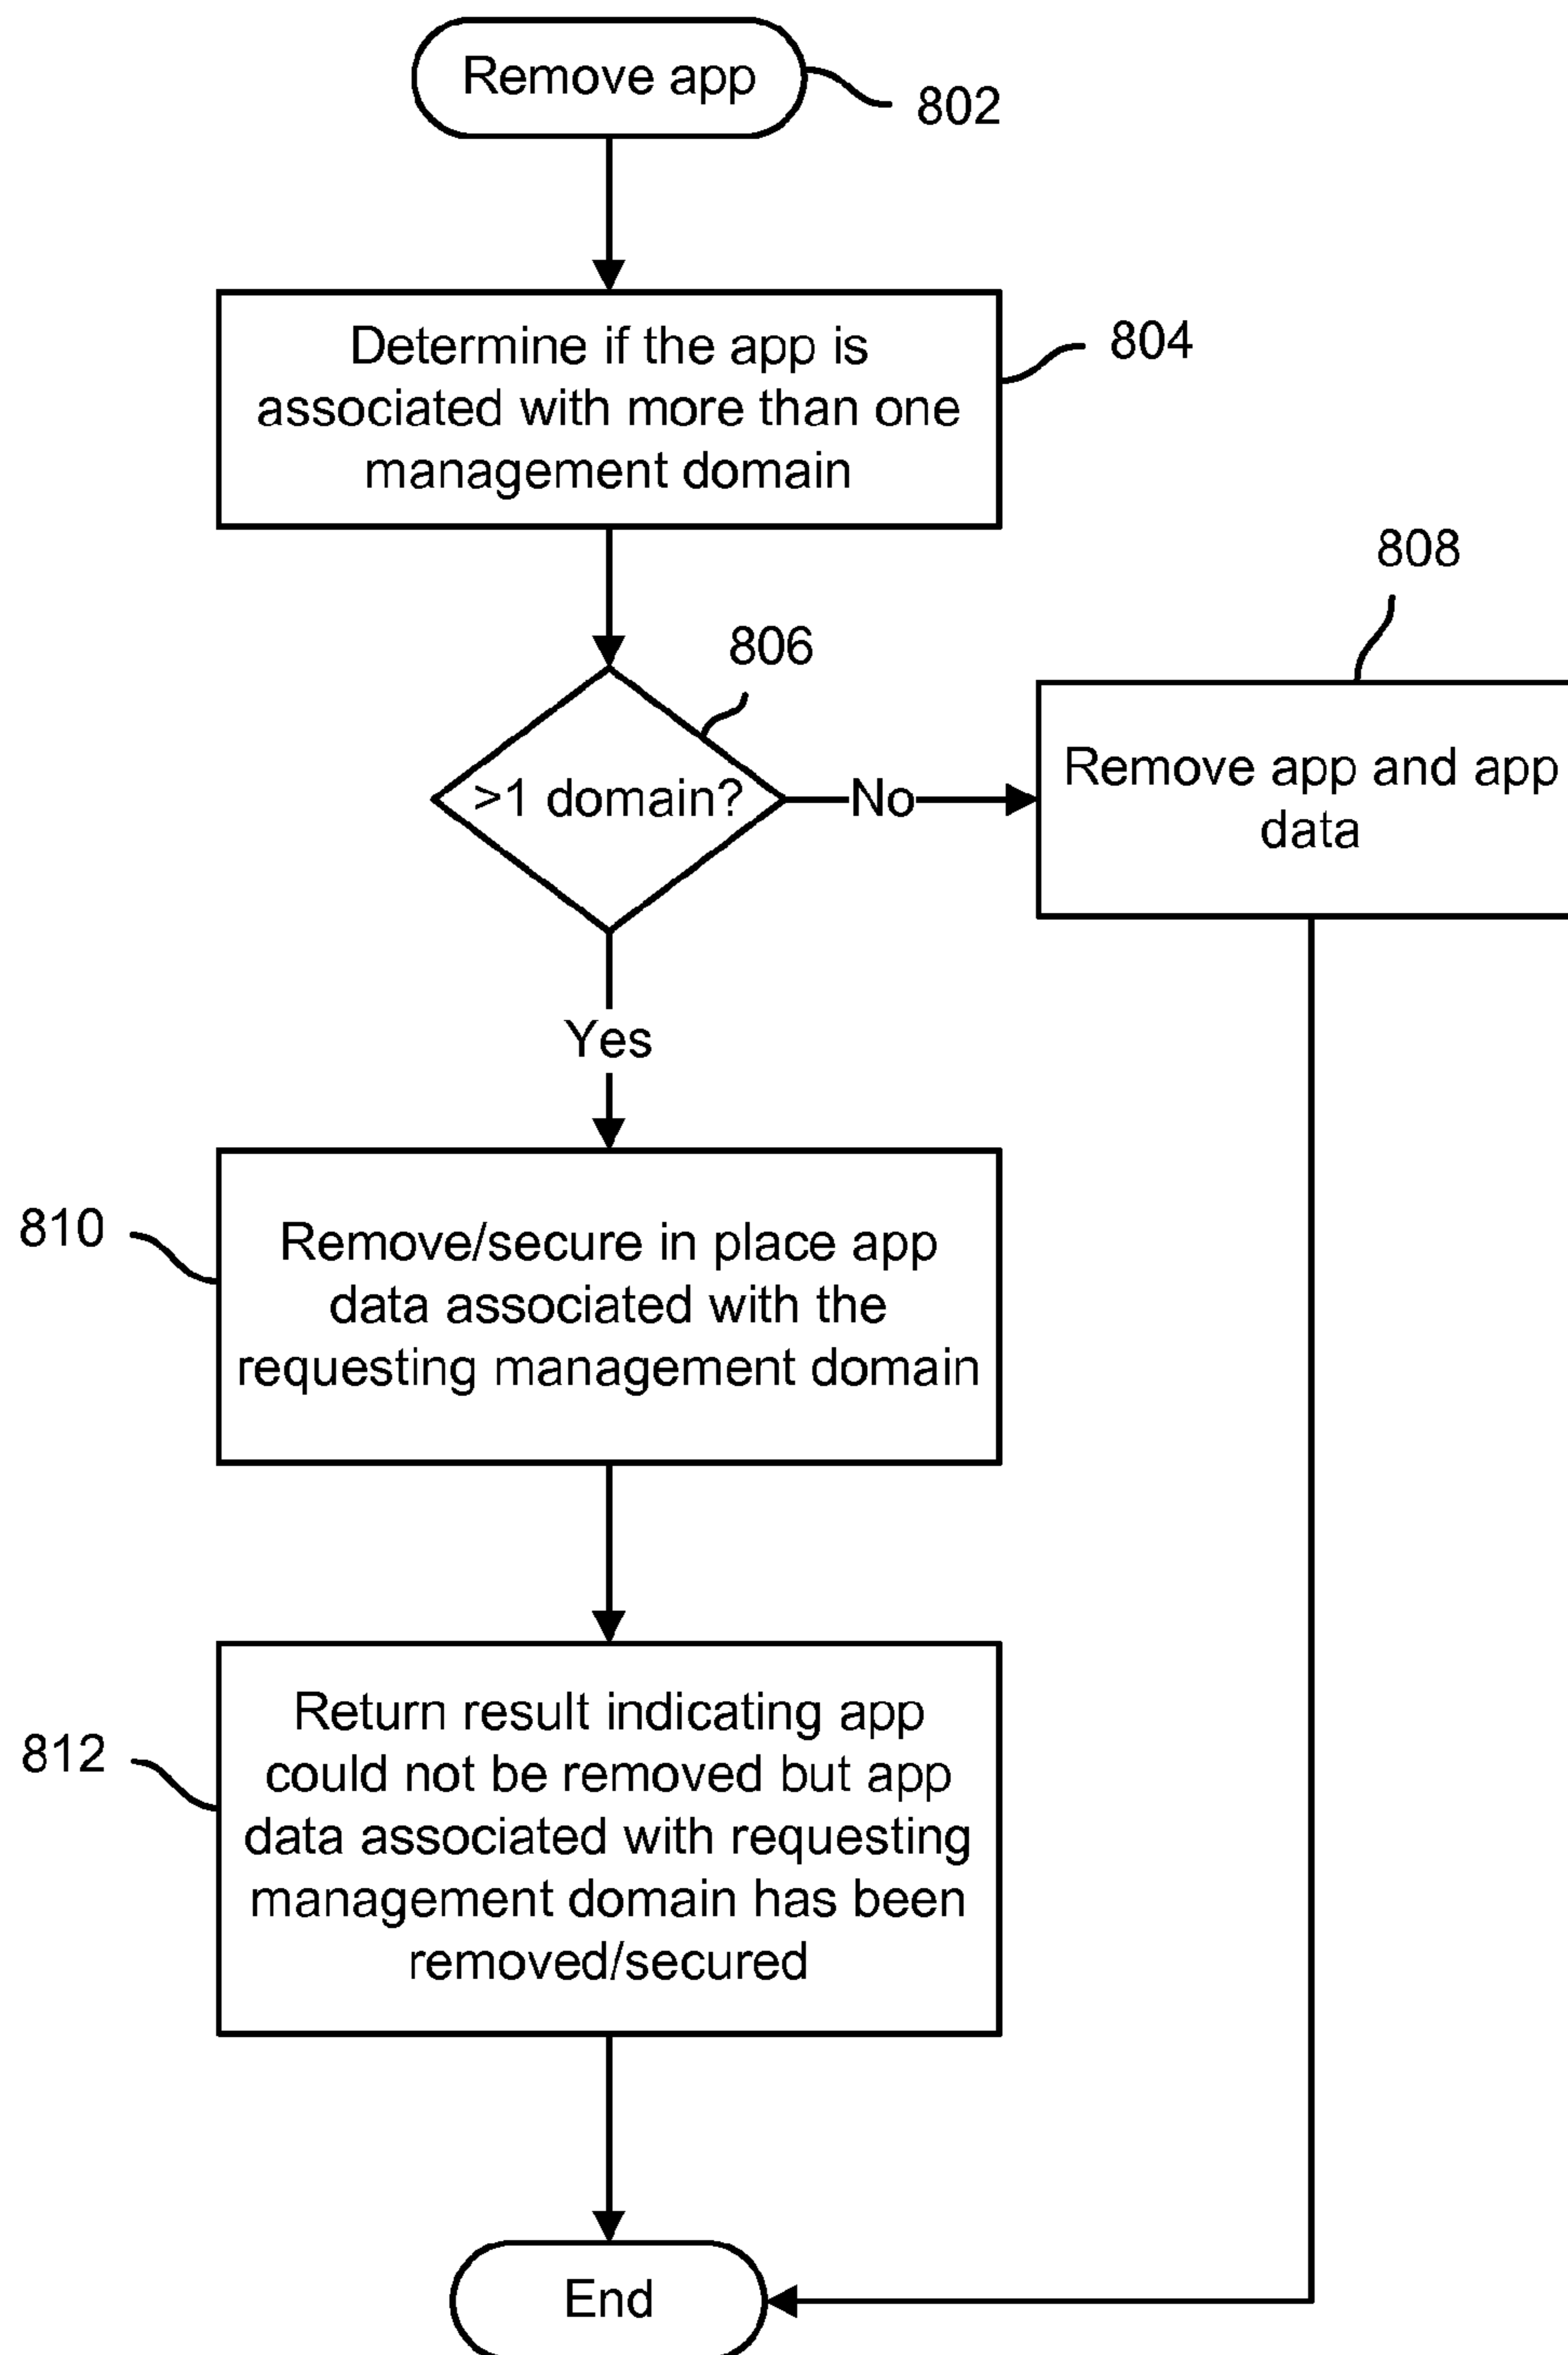 Remove app
802
Determine if the app is
associated with more than one
management domain
804
806
>1 domain?
No
808
Remove app and app
data
Yes
810
Remove/secure in place app
data associated with the
requesting management domain
812
Return result indicating app
could not be removed but app
data associated with requesting
management domain has been
removed/secured
End